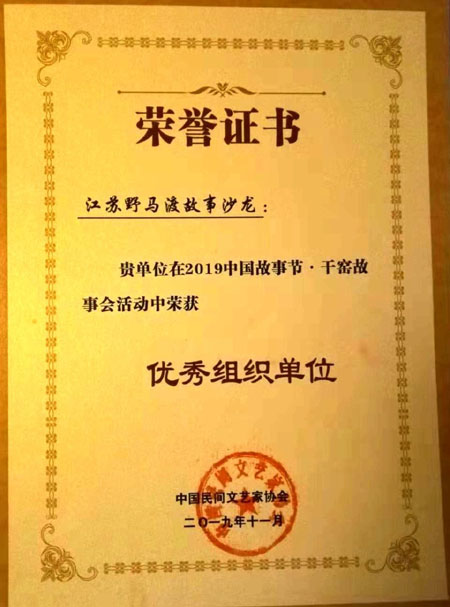 荣誉证书
江苏野马渡故事沙龙：
贵单位在2019中国故事节·干窑故
事会活动中荣获
优秀组织单位
中国民间文艺家协会
二〇一九年十一月